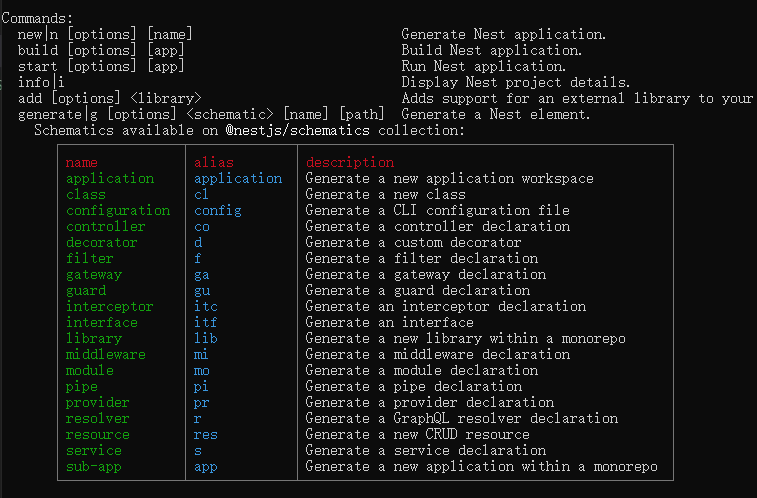 Commands:
new|n [options] [name] Generate Nest application.
build [options] [app] Build Nest application.
start [options] [app] Run Nest application.
info|i Display Nest project details.
add [options] <library> Adds support for an external library to your
generate|g [options] <schematic> [name] [path] Generate a Nest element.
Schematics available on @nestjs/schematics collection:
name alias description
application application Generate a new application workspace
class cl Generate a new class
configuration config Generate a CLI configuration file
controller co Generate a controller declaration
decorator d Generate a custom decorator
filter f Generate a filter declaration
gateway ga Generate a gateway declaration
guard gu Generate a guard declaration
interceptor itc Generate an interceptor declaration
interface itf Generate an interface
library lib Generate a new library within a monorepo
middleware mi Generate a middleware declaration
module mo Generate a module declaration
pipe pi Generate a pipe declaration
provider pr Generate a provider declaration
resolver r Generate a GraphQL resolver declaration
resource res Generate a new CRUD resource
service s Generate a service declaration
sub-app app Generate a new application within a monorepo